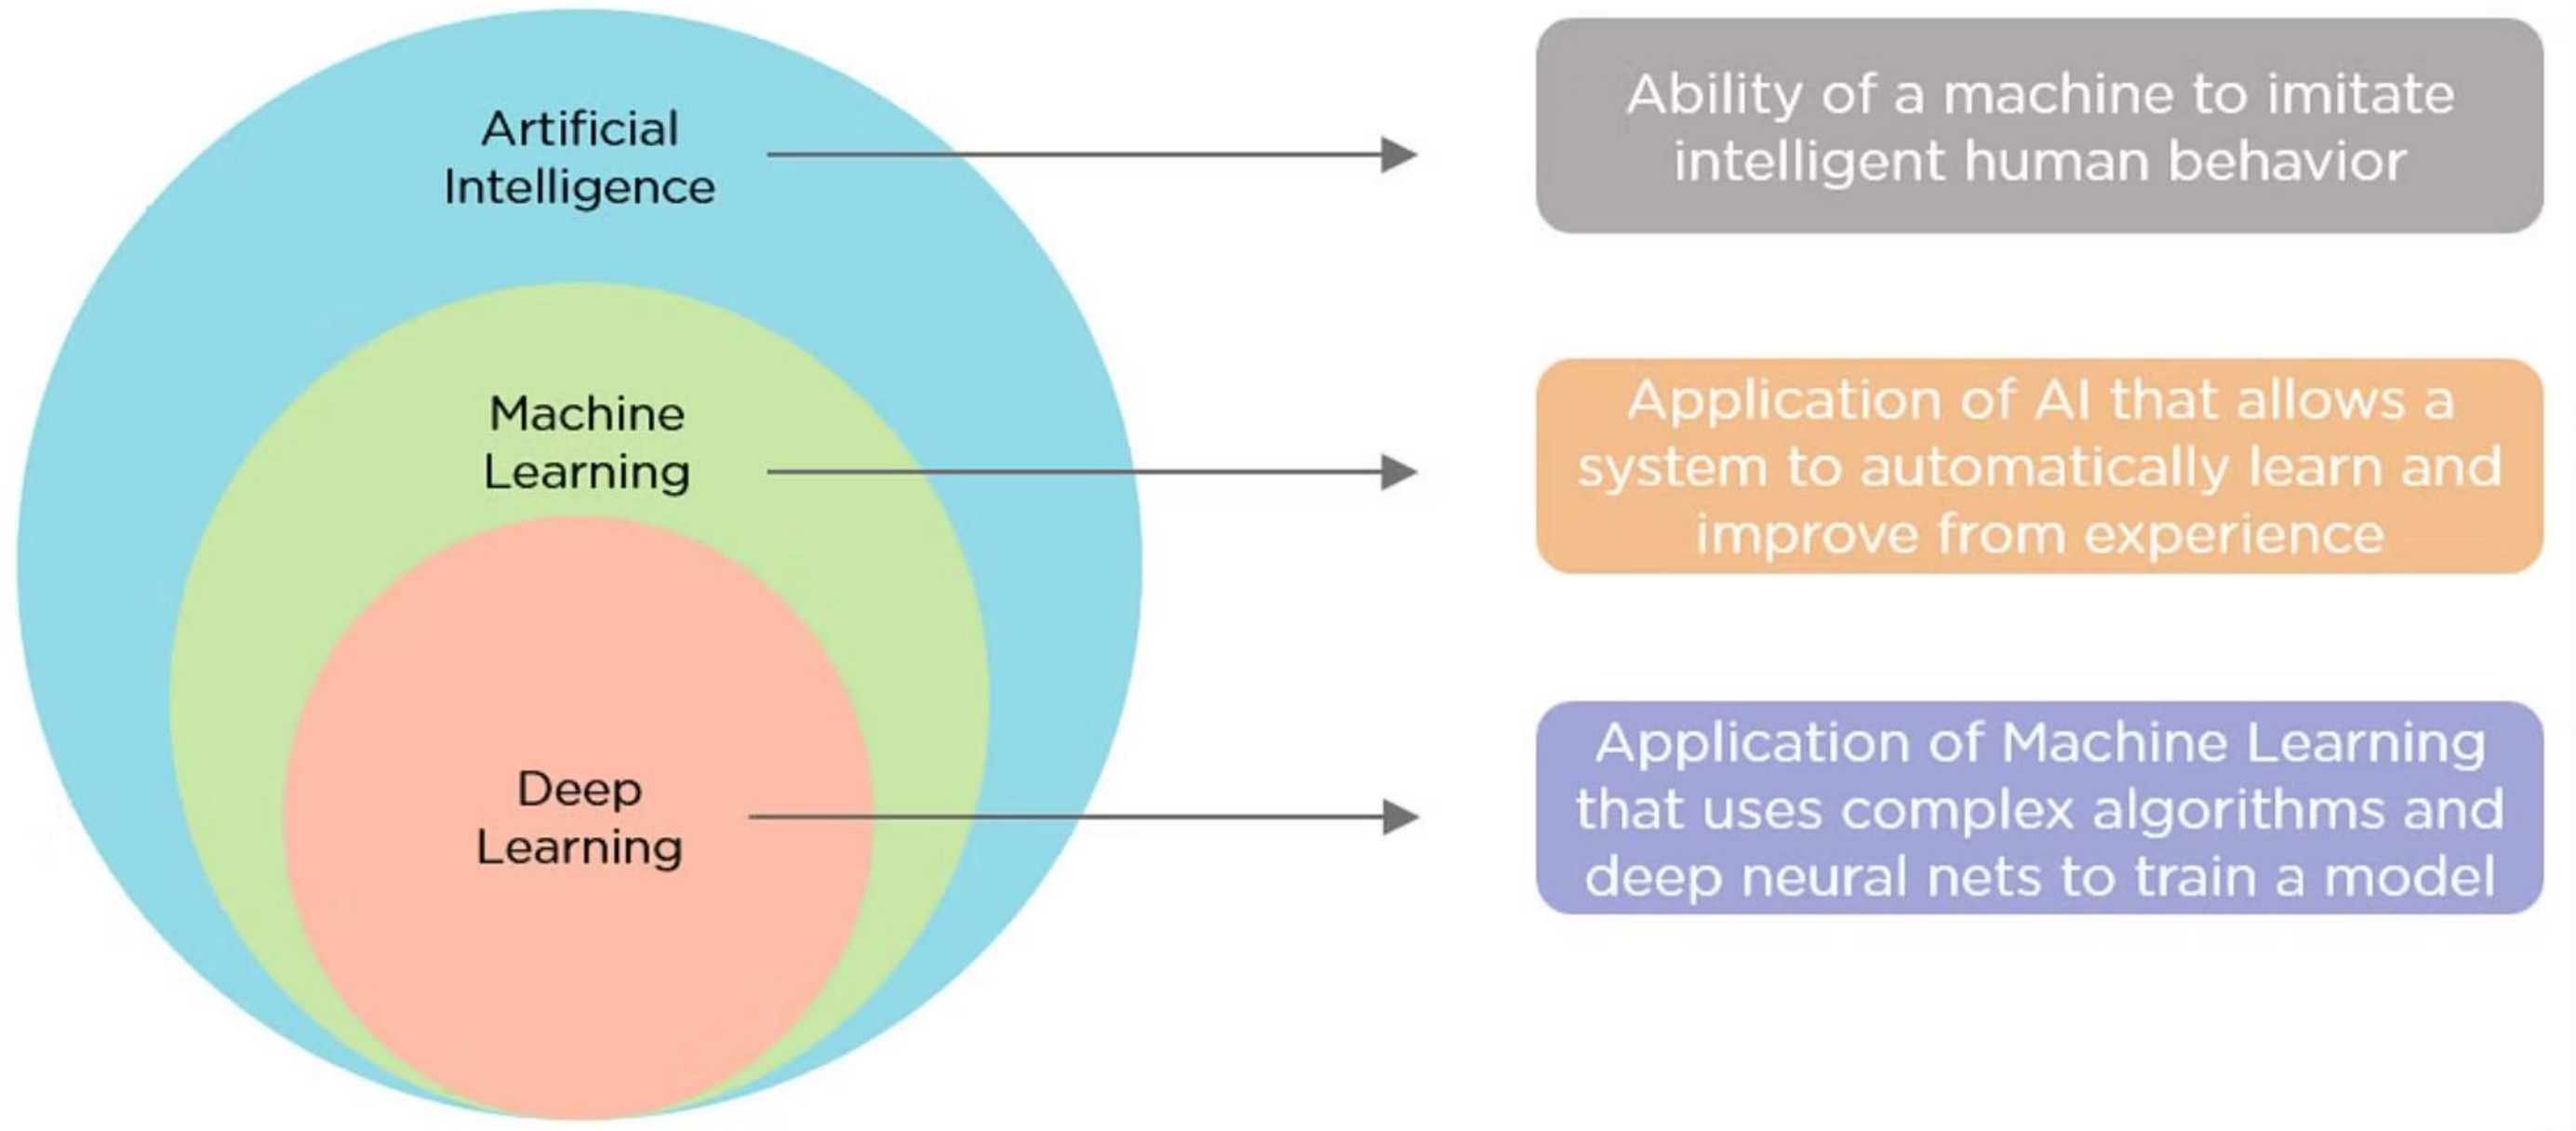 Artificial
Intelligence
Ability of a machine to imitate
intelligent human behavior
Machine
Learning
Application of AI that allows a
system to automatically learn and
improve from experience
Deep
Learning
Application of Machine Learning
that uses complex algorithms and
deep neural nets to train a model